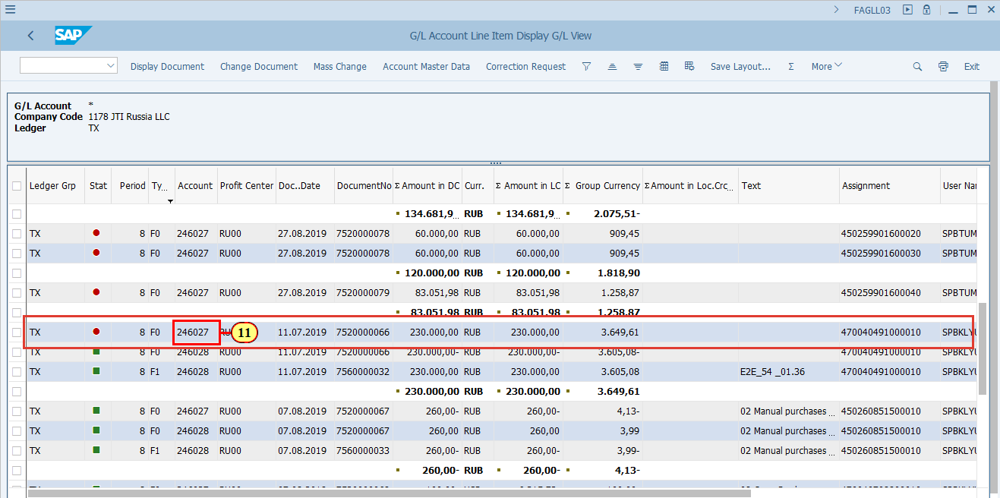 FAGLL03
SAP G/L Account Line Item Display G/L View
Display Document Change Document Mass Change Account Master Data Correction Request Save Layout... Σ More Exit
G/L Account *
Company Code 1178 JTI Russia LLC
Ledger TX
Ledger Grp Stat Period Ty... Account Profit Center Doc..Date DocumentNo Σ Amount in DC Curr. Σ Amount in LC Σ Group Currency Σ Amount in Loc.Crc... Text Assignment User Nar
134.681,9... RUB 134.681,9... 2.075,51-
TX 8 F0 246027 RU00 27.08.2019 7520000078 60.000,00 RUB 60.000,00 909,45 450259901600020 SPBTUM
TX 8 F0 246027 RU00 27.08.2019 7520000078 60.000,00 RUB 60.000,00 909,45 450259901600030 SPBTUM
120.000,00 RUB 120.000,00 1.818,90
TX 8 F0 246027 RU00 27.08.2019 7520000079 83.051,98 RUB 83.051,98 1.258,87 450259901600040 SPBTUM
83.051,98 RUB 83.051,98 1.258,87
TX 8 F0 246027 RU 11 11.07.2019 7520000066 230.000,00 RUB 230.000,00 3.649,61 470040491000010 SPBKLYU
TX 8 F0 246028 RU00 11.07.2019 7520000066 230.000,00- RUB 230.000,00- 3.605,08- 470040491000010 SPBKLYU
TX 8 F1 246028 RU00 11.07.2019 7560000032 230.000,00 RUB 230.000,00 3.605,08 E2E_54 _01.36 470040491000010 SPBKLYU
230.000,00 RUB 230.000,00 3.649,61
TX 8 F0 246027 RU00 07.08.2019 7520000067 260,00- RUB 260,00- 4,13- 02 Manual purchases ... 450260851500010 SPBKLYU
TX 8 F0 246028 RU00 07.08.2019 7520000067 260,00 RUB 260,00 3,99 02 Manual purchases ... 450260851500010 SPBKLYU
TX 8 F1 246028 RU00 07.08.2019 7560000033 260,00- RUB 260,00- 3,99- 02 Manual purchases ... 450260851500010 SPBKLYU
260,00- RUB 260,00- 4,13-